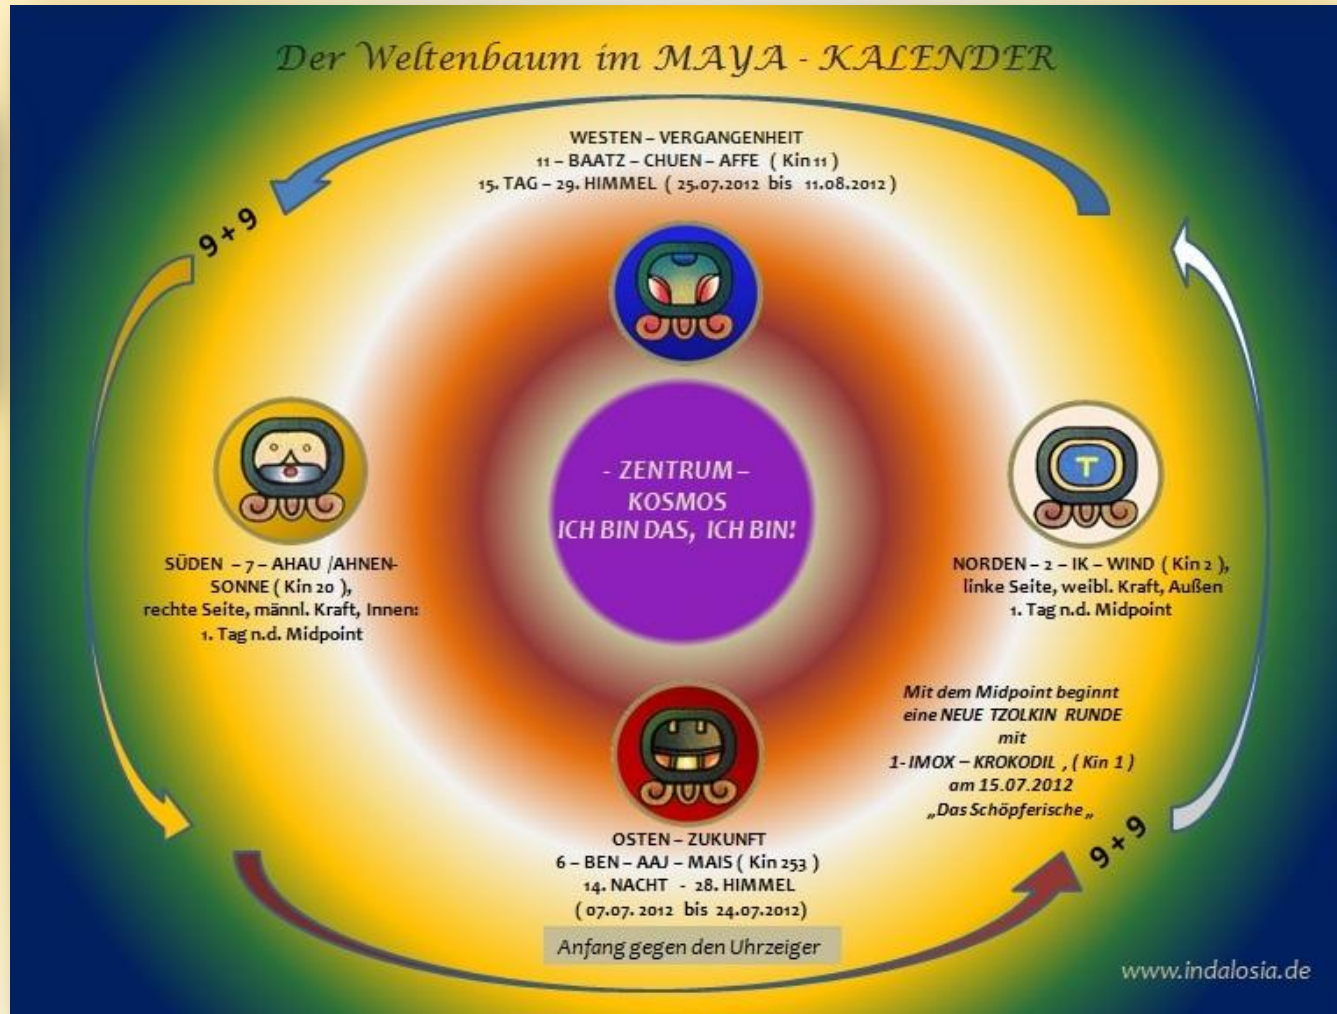 Der Weltenbaum im MAYA - KALENDER
WESTEN – VERGANGENHEIT
11 – BAATZ – CHUEN – AFFE ( Kin 11 )
15. TAG – 29. HIMMEL ( 25.07.2012 bis 11.08.2012 )
9 + 9
- ZENTRUM –
KOSMOS
ICH BIN DAS, ICH BIN!
T
SÜDEN – 7 – AHAU /AHNEN-
SONNE ( Kin 20 ),
rechte Seite, männl. Kraft, Innen:
1. Tag n.d. Midpoint
NORDEN – 2 – IK – WIND ( Kin 2 ),
linke Seite, weibl. Kraft, Außen
1. Tag n.d. Midpoint
Mit dem Midpoint beginnt
eine NEUE TZOLKIN RUNDE
mit
1- IMOX – KROKODIL , ( Kin 1 )
am 15.07.2012
„Das Schöpferische„
9 + 9
OSTEN – ZUKUNFT
6 – BEN – AAJ – MAIS ( Kin 253 )
14. NACHT - 28. HIMMEL
( 07.07. 2012 bis 24.07.2012)
Anfang gegen den Uhrzeiger
www.indalosia.de